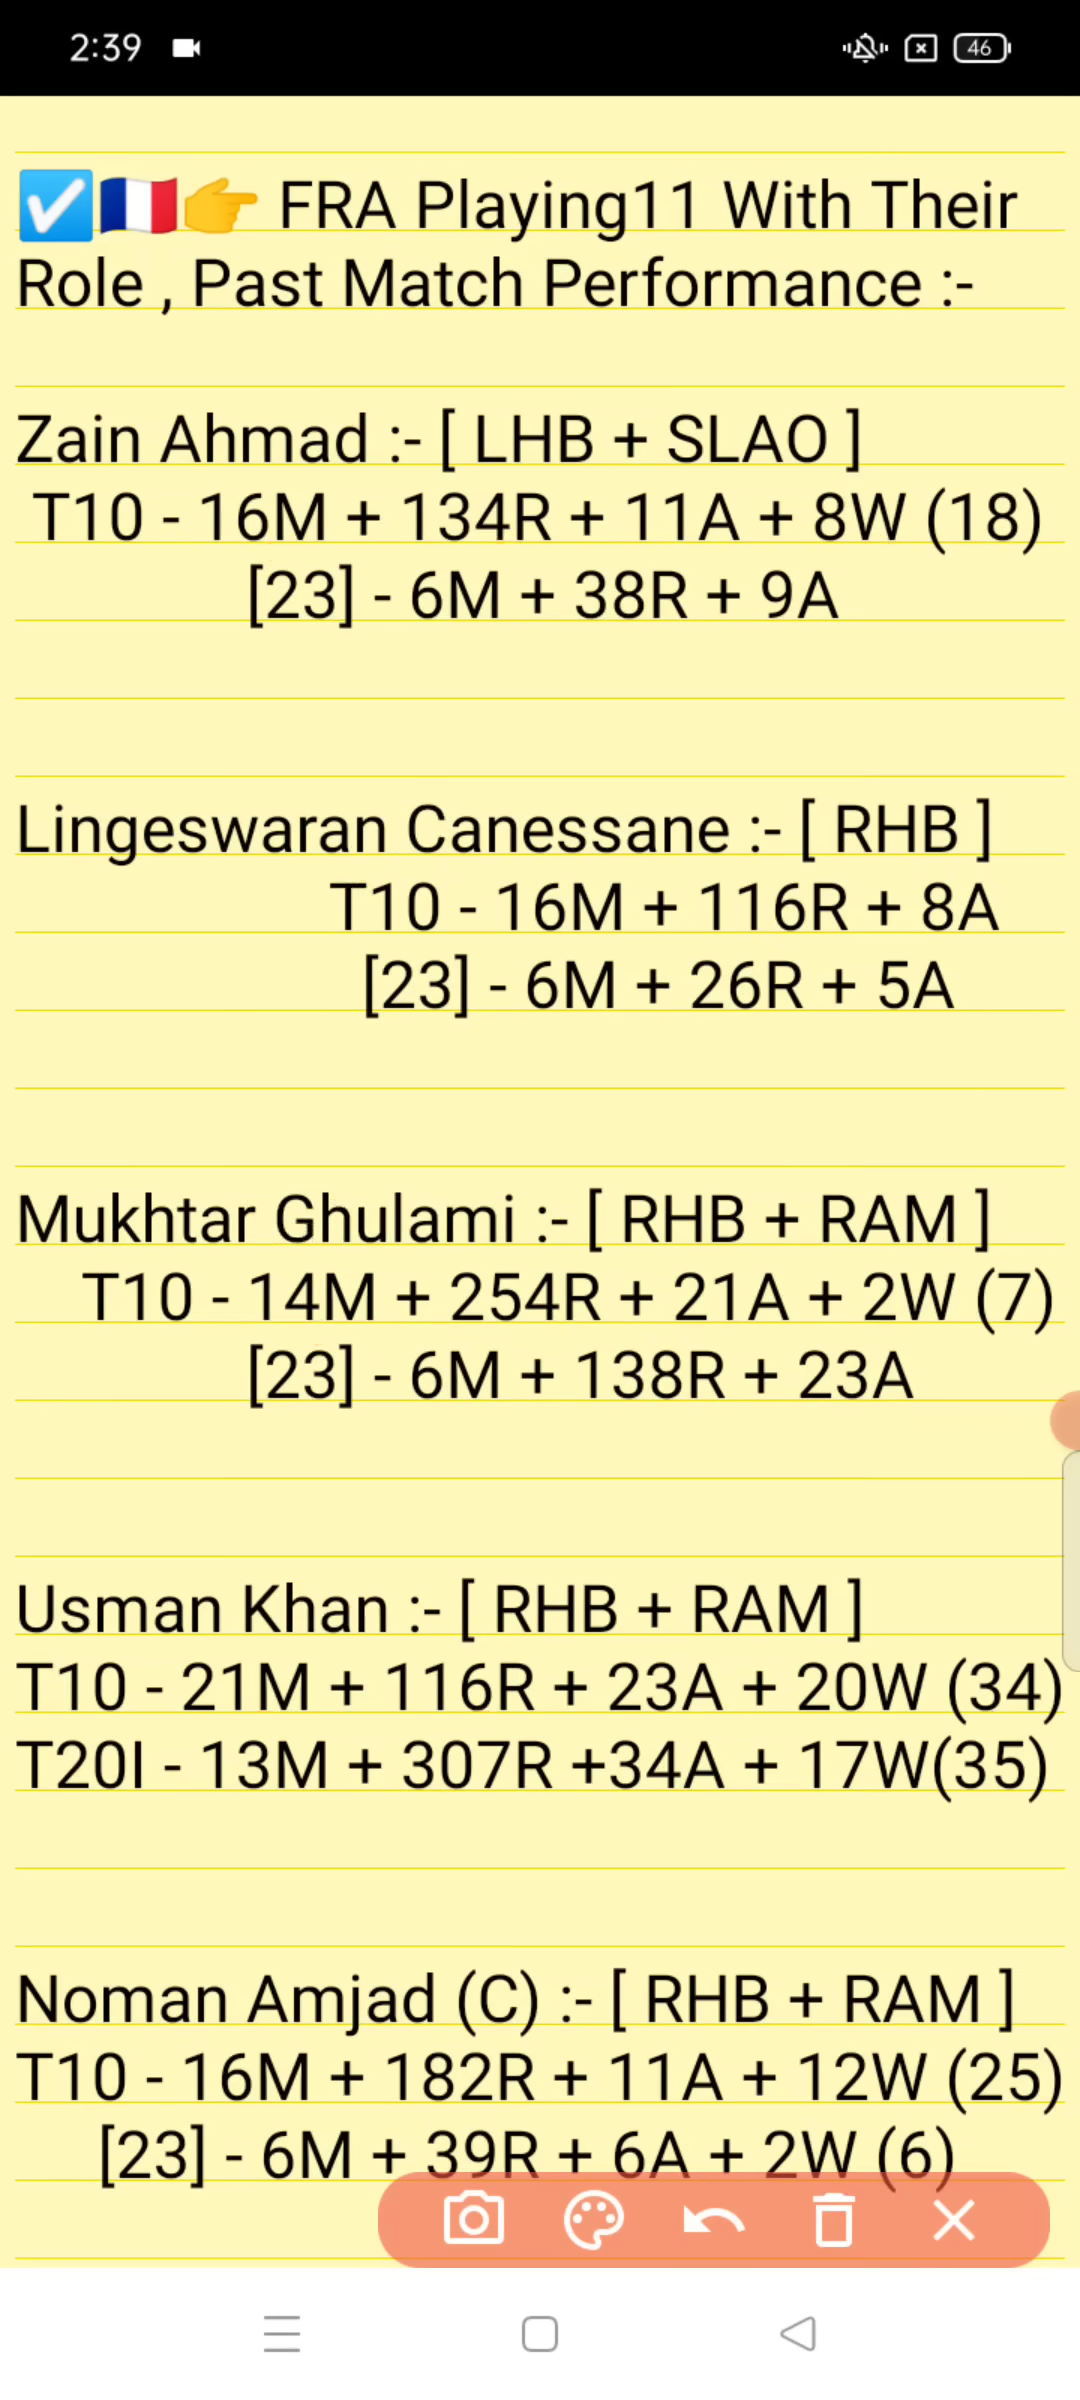 2:39
46
☑️🇫🇷👉 FRA Playing11 With Their
Role , Past Match Performance :-
Zain Ahmad :- [ LHB + SLAO ]
T10 - 16M + 134R + 11A + 8W (18)
[23] - 6M + 38R + 9A
Lingeswaran Canessane :- [ RHB ]
T10 - 16M + 116R + 8A
[23] - 6M + 26R + 5A
Mukhtar Ghulami :- [ RHB + RAM ]
T10 - 14M + 254R + 21A + 2W (7)
[23] - 6M + 138R + 23A
Usman Khan :- [ RHB + RAM ]
T10 - 21M + 116R + 23A + 20W (34)
T20I - 13M + 307R +34A + 17W(35)
Noman Amjad (C) :- [ RHB + RAM ]
T10 - 16M + 182R + 11A + 12W (25)
[23] - 6M + 39R + 6A + 2W (6)